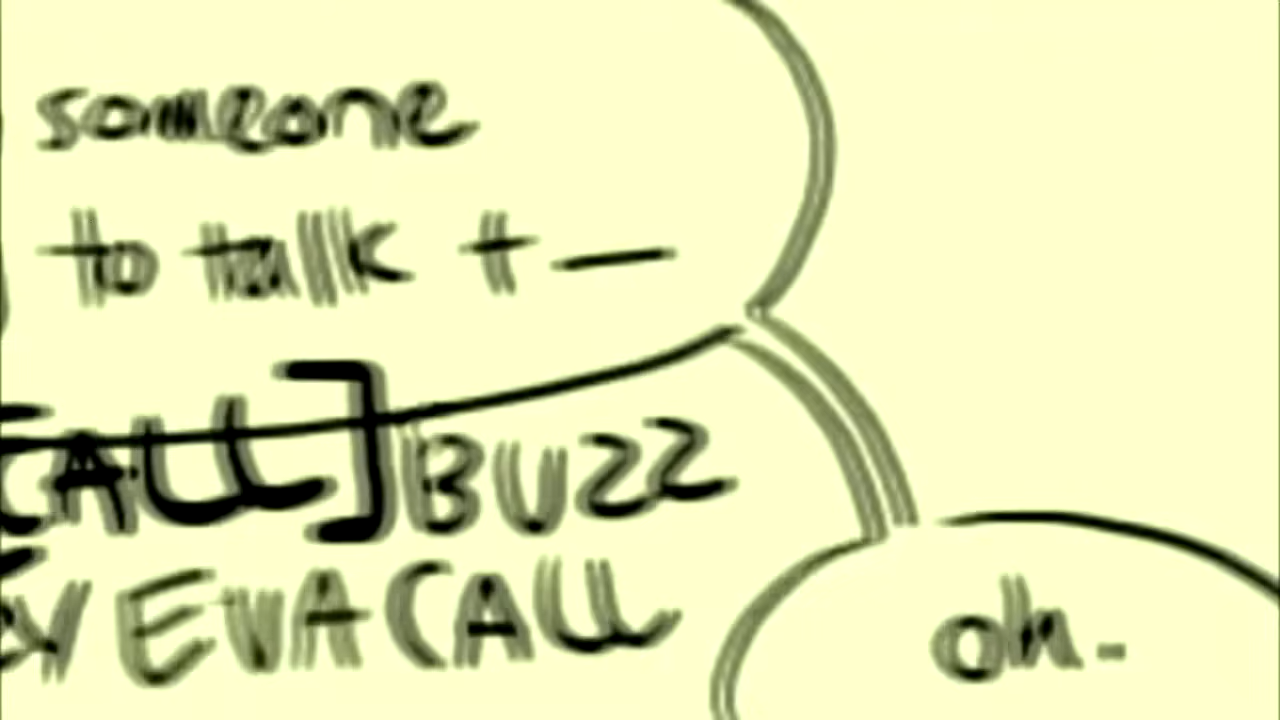 someone
to talk t—
CALL] BUZZ
EVA CALL
oh.